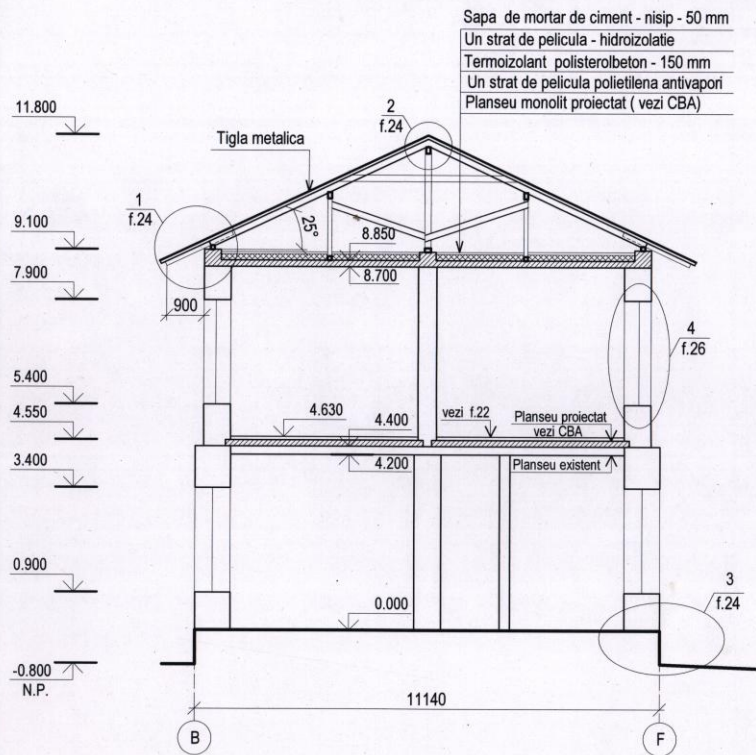 Sapa de mortar de ciment - nisip - 50 mm
Un strat de pelicula - hidroizolatie
Termoizolant polisterolbeton - 150 mm
Un strat de pelicula polietilena antivapori
Planseu monolit proiectat ( vezi CBA)
11.800
2
f.24
Tigla metalica
1
f.24
25°
9.100
8.850
8.700
7.900
900
4
f.26
5.400
4.550
4.630
4.400
vezi f.22
Planseu proiectat
vezi CBA
4.200
Planseu existent
3.400
0.900
0.000
3
f.24
-0.800
N.P.
11140
B
F